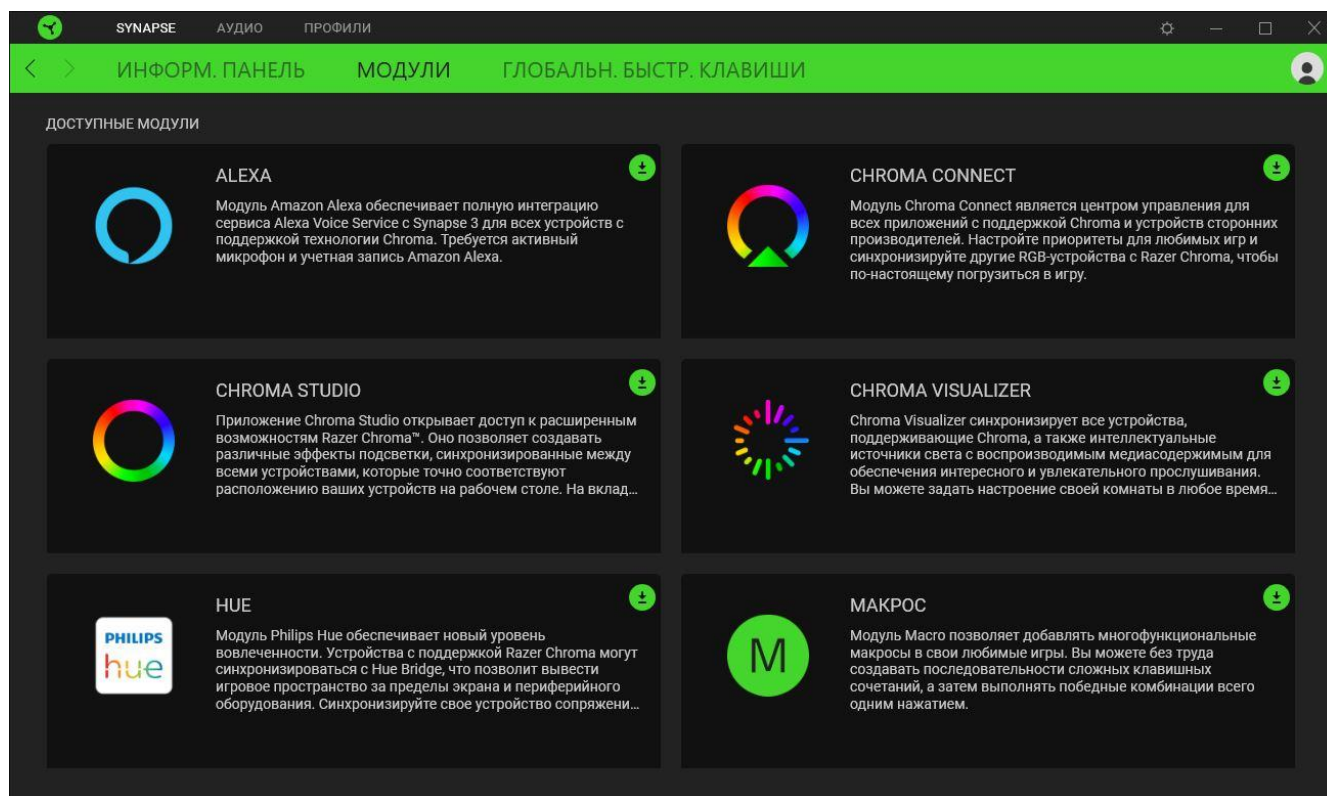 SYNAPSE АУДИО ПРОФИЛИ
ИНФОРМ. ПАНЕЛЬ МОДУЛИ ГЛОБАЛЬН. БЫСТР. КЛАВИШИ
ДОСТУПНЫЕ МОДУЛИ
ALEXA
Модуль Amazon Alexa обеспечивает полную интеграцию
сервиса Alexa Voice Service с Synapse 3 для всех устройств с
поддержкой технологии Chroma. Требуется активный
микрофон и учетная запись Amazon Alexa.
CHROMA CONNECT
Модуль Chroma Connect является центром управления для
всех приложений с поддержкой Chroma и устройств сторонних
производителей. Настройте приоритеты для любимых игр и
синхронизируйте другие RGB-устройства с Razer Chroma, чтобы
по-настоящему погрузиться в игру.
CHROMA STUDIO
Приложение Chroma Studio открывает доступ к расширенным
возможностям Razer Chroma™. Оно позволяет создавать
различные эффекты подсветки, синхронизированные между
всеми устройствами, которые точно соответствуют
расположению ваших устройств на рабочем столе. На вклад...
CHROMA VISUALIZER
Chroma Visualizer синхронизирует все устройства,
поддерживающие Chroma, а также интеллектуальные
источники света с воспроизводимым медиасодержимым для
обеспечения интересного и увлекательного прослушивания.
Вы можете задать настроение своей комнаты в любое время...
PHILIPS
hue
HUE
Модуль Philips Hue обеспечивает новый уровень
вовлеченности. Устройства с поддержкой Razer Chroma могут
синхронизироваться с Hue Bridge, что позволит вывести
игровое пространство за пределы экрана и периферийного
оборудования. Синхронизируйте свое устройство сопряжени...
M
МАКРОС
Модуль Macro позволяет добавлять многофункциональные
макросы в свои любимые игры. Вы можете без труда
создавать последовательности сложных клавишных
сочетаний, а затем выполнять победные комбинации всего
одним нажатием.